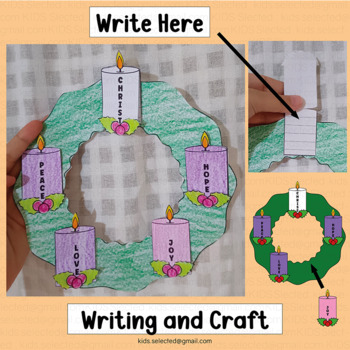 Write Here
CHRIST
PEACE
HOPE
LOVE
JOY
Writing and Craft
kids.selected@gmail.com